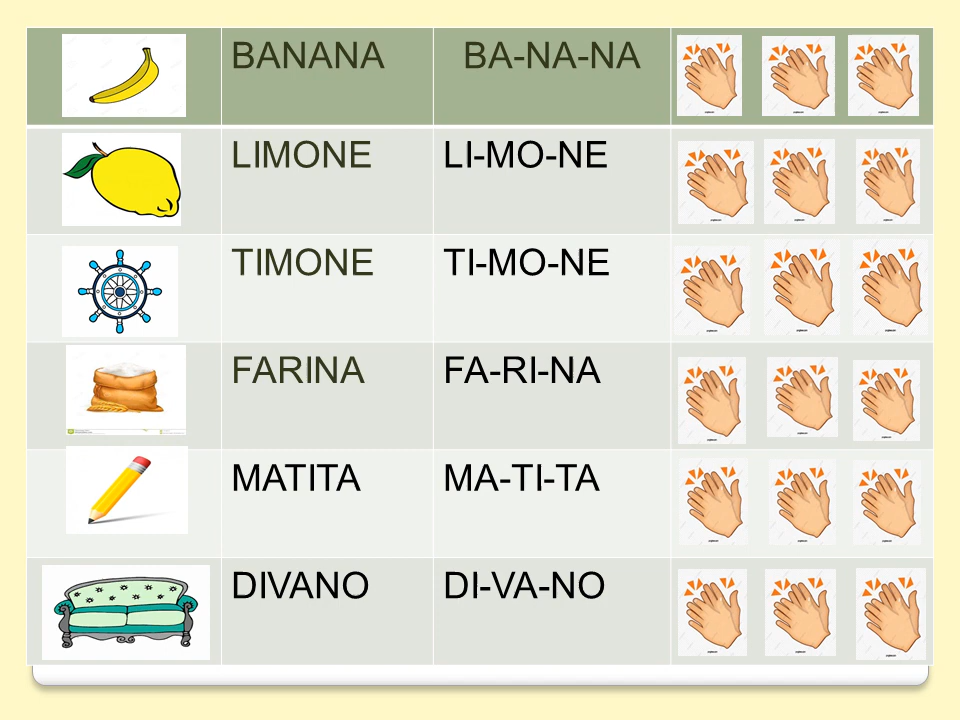 BANANA BA-NA-NA
LIMONE LI-MO-NE
TIMONE TI-MO-NE
FARINA FA-RI-NA
MATITA MA-TI-TA
DIVANO DI-VA-NO